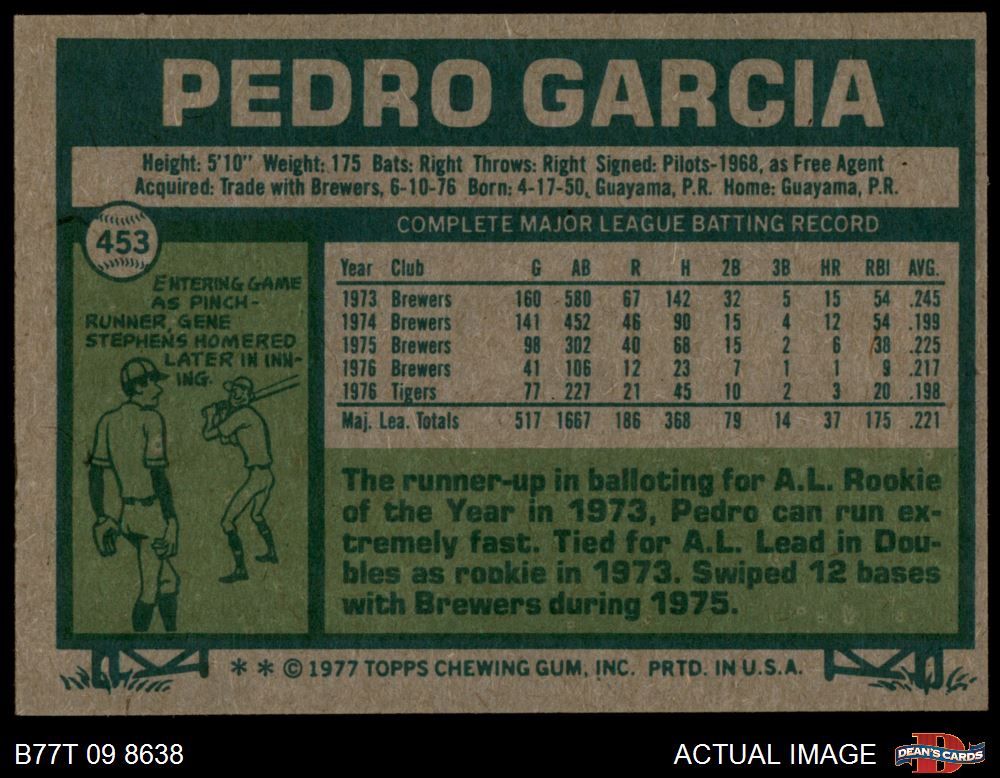 PEDRO GARCIA
Height: 5'10" Weight: 175 Bats: Right Throws: Right Signed: Pilots-1968, as Free Agent
Acquired: Trade with Brewers, 6-10-76 Born: 4-17-50, Guayama, P.R. Home: Guayama, P.R.
453
ENTERING GAME
AS PINCH-
RUNNER, GENE
STEPHENS HOMERED
LATER IN INN-
ING.
COMPLETE MAJOR LEAGUE BATTING RECORD
Year Club G AB R H 2B 3B HR RBI AVG.
1973 Brewers 160 580 67 142 32 5 15 54 .245
1974 Brewers 141 452 46 90 15 4 12 54 .199
1975 Brewers 98 302 40 68 15 2 6 38 .225
1976 Brewers 41 106 12 23 7 1 1 9 .217
1976 Tigers 77 227 21 45 10 2 3 20 .198
Maj. Lea. Totals 517 1667 186 368 79 14 37 175 .221
The runner-up in balloting for A.L. Rookie
of the Year in 1973, Pedro can run ex-
tremely fast. Tied for A.L. Lead in Dou-
bles as rookie in 1973. Swiped 12 bases
with Brewers during 1975.
* * © 1977 TOPPS CHEWING GUM, INC. PRTD. IN U.S.A.
B77T 09 8638
ACTUAL IMAGE
DEAN'S CARDS